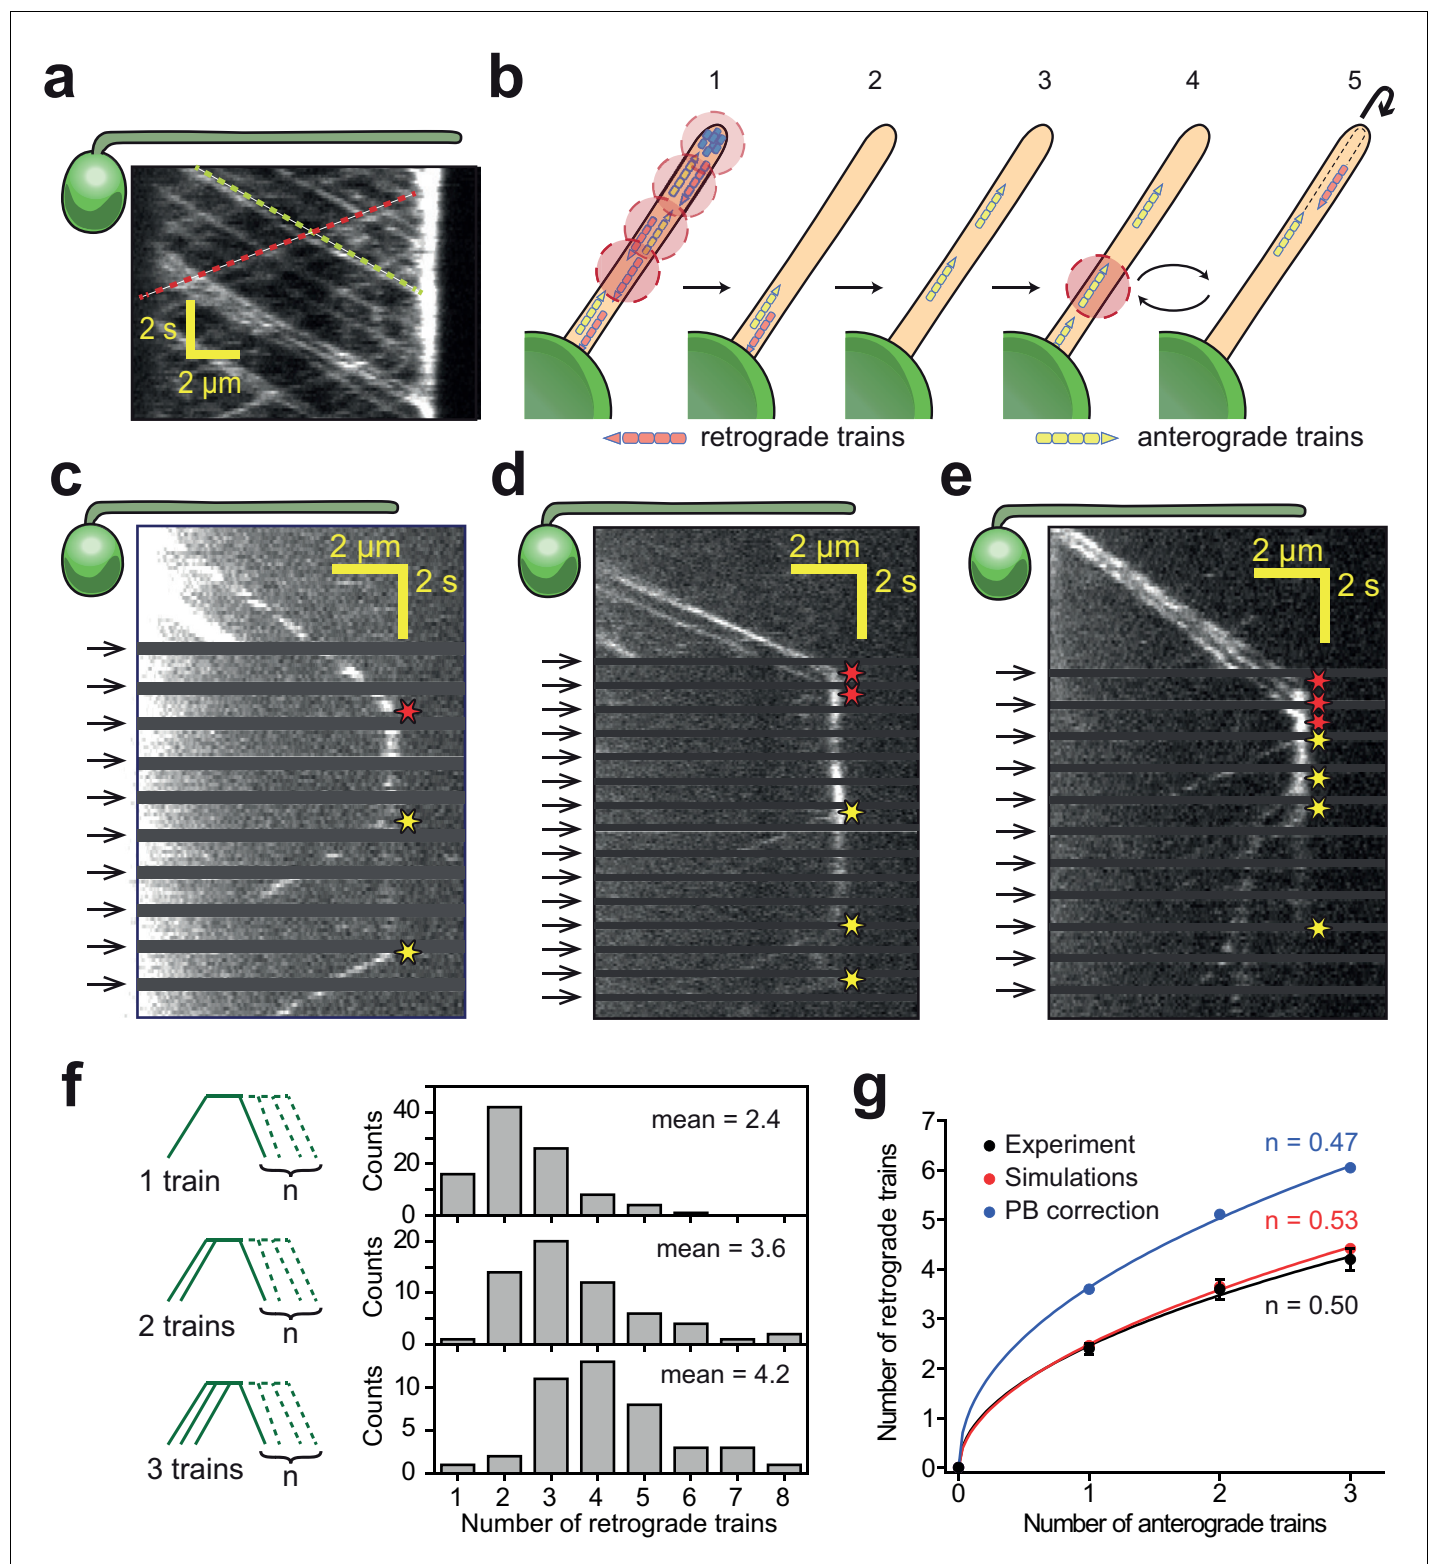 a
2 s
2 μm
b
1 2 3 4 5
retrograde trains
anterograde trains
c
2 μm
2 s
d
2 μm
2 s
e
2 μm
2 s
f
1 train
n
2 trains
n
3 trains
n
Counts
40
20
0
mean = 2.4
Counts
20
10
0
mean = 3.6
Counts
10
5
0
mean = 4.2
1 2 3 4 5 6 7 8
Number of retrograde trains
g
Number of retrograde trains
7
6
5
4
3
2
1
0
Experiment
Simulations
PB correction
n = 0.47
n = 0.53
n = 0.50
0 1 2 3
Number of anterograde trains